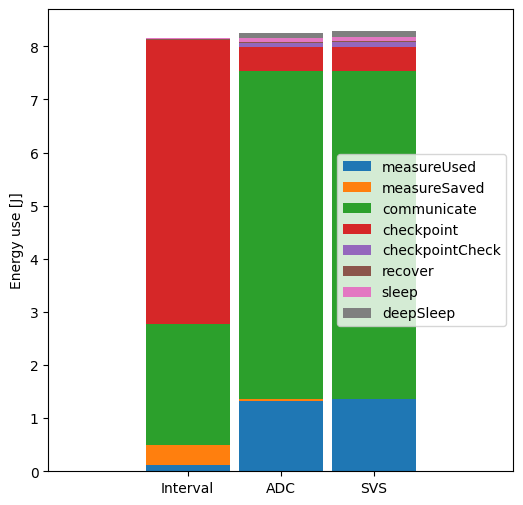 Energy use [J]
8
7
6
5
4
3
2
1
0
Interval
ADC
SVS
measureUsed
measureSaved
communicate
checkpoint
checkpointCheck
recover
sleep
deepSleep